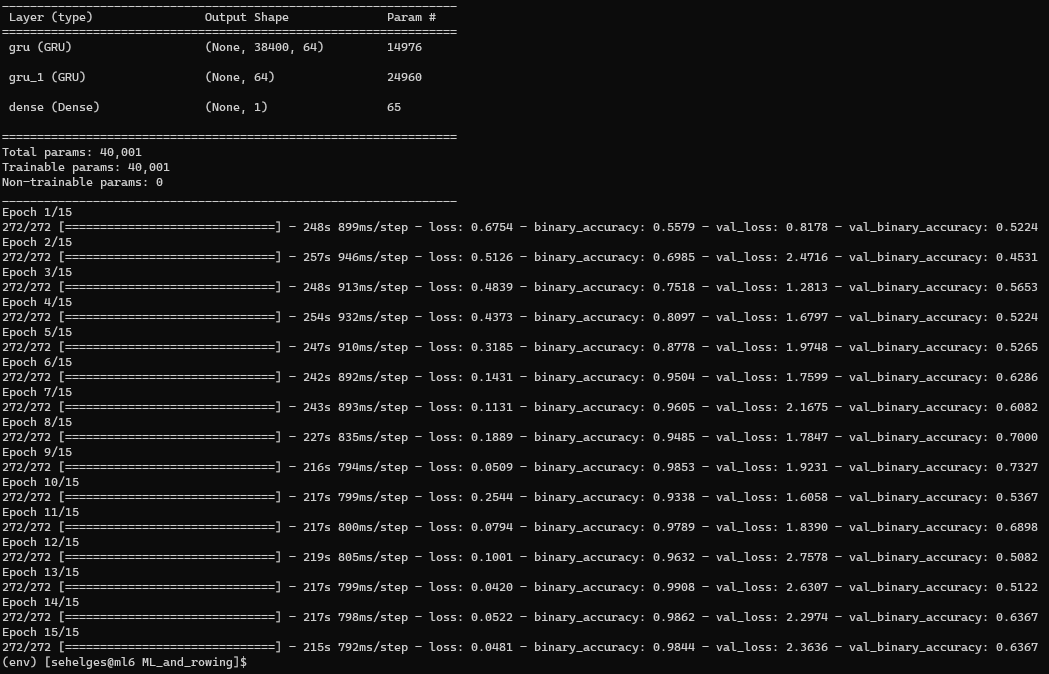 _________________________________________________________________
 Layer (type)                Output Shape              Param #
=================================================================
 gru (GRU)                   (None, 38400, 64)         14976
 gru_1 (GRU)                 (None, 64)                24960
 dense (Dense)               (None, 1)                 65
=================================================================
Total params: 40,001
Trainable params: 40,001
Non-trainable params: 0
_________________________________________________________________
Epoch 1/15
272/272 [==============================] - 248s 899ms/step - loss: 0.6754 - binary_accuracy: 0.5579 - val_loss: 0.8178 - val_binary_accuracy: 0.5224
Epoch 2/15
272/272 [==============================] - 257s 946ms/step - loss: 0.5126 - binary_accuracy: 0.6985 - val_loss: 2.4716 - val_binary_accuracy: 0.4531
Epoch 3/15
272/272 [==============================] - 248s 913ms/step - loss: 0.4839 - binary_accuracy: 0.7518 - val_loss: 1.2813 - val_binary_accuracy: 0.5653
Epoch 4/15
272/272 [==============================] - 254s 932ms/step - loss: 0.4373 - binary_accuracy: 0.8097 - val_loss: 1.6797 - val_binary_accuracy: 0.5224
Epoch 5/15
272/272 [==============================] - 247s 910ms/step - loss: 0.3185 - binary_accuracy: 0.8778 - val_loss: 1.9748 - val_binary_accuracy: 0.5265
Epoch 6/15
272/272 [==============================] - 242s 892ms/step - loss: 0.1431 - binary_accuracy: 0.9504 - val_loss: 1.7599 - val_binary_accuracy: 0.6286
Epoch 7/15
272/272 [==============================] - 243s 893ms/step - loss: 0.1131 - binary_accuracy: 0.9605 - val_loss: 2.1675 - val_binary_accuracy: 0.6082
Epoch 8/15
272/272 [==============================] - 227s 835ms/step - loss: 0.1889 - binary_accuracy: 0.9485 - val_loss: 1.7847 - val_binary_accuracy: 0.7000
Epoch 9/15
272/272 [==============================] - 216s 794ms/step - loss: 0.0509 - binary_accuracy: 0.9853 - val_loss: 1.9231 - val_binary_accuracy: 0.7327
Epoch 10/15
272/272 [==============================] - 217s 799ms/step - loss: 0.2544 - binary_accuracy: 0.9338 - val_loss: 1.6058 - val_binary_accuracy: 0.5367
Epoch 11/15
272/272 [==============================] - 217s 800ms/step - loss: 0.0794 - binary_accuracy: 0.9789 - val_loss: 1.8390 - val_binary_accuracy: 0.6898
Epoch 12/15
272/272 [==============================] - 219s 805ms/step - loss: 0.1001 - binary_accuracy: 0.9632 - val_loss: 2.7578 - val_binary_accuracy: 0.5082
Epoch 13/15
272/272 [==============================] - 217s 799ms/step - loss: 0.0420 - binary_accuracy: 0.9908 - val_loss: 2.6307 - val_binary_accuracy: 0.5122
Epoch 14/15
272/272 [==============================] - 217s 798ms/step - loss: 0.0522 - binary_accuracy: 0.9862 - val_loss: 2.2974 - val_binary_accuracy: 0.6367
Epoch 15/15
272/272 [==============================] - 215s 792ms/step - loss: 0.0481 - binary_accuracy: 0.9844 - val_loss: 2.3636 - val_binary_accuracy: 0.6367
(env) [sehelges@ml6 ML_and_rowing]$